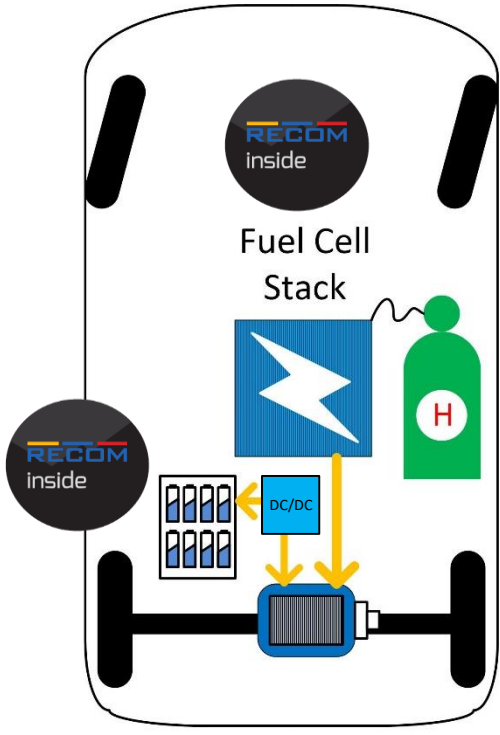 RECOM
inside
Fuel Cell
Stack
H
RECOM
inside
DC/DC